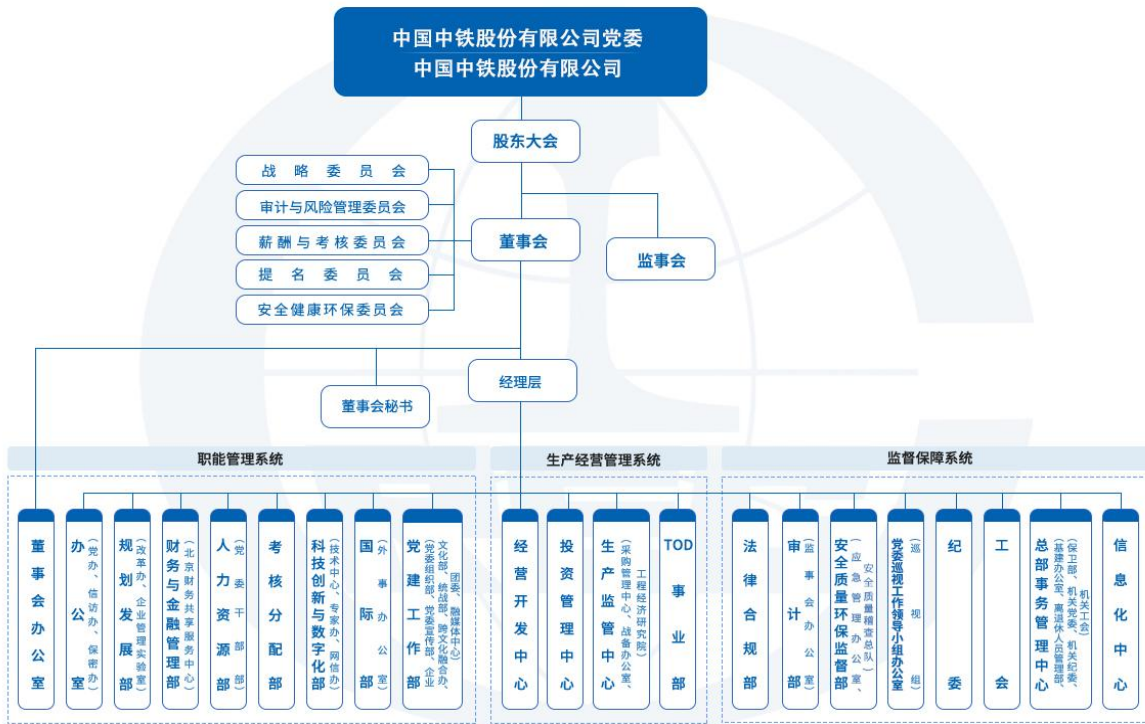 中国中铁股份有限公司党委
中国中铁股份有限公司
股东大会
战略委员会
审计与风险管理委员会
薪酬与考核委员会
提名委员会
安全健康环保委员会
董事会
监事会
经理层
董事会秘书
职能管理系统
生产经营管理系统
监督保障系统
董事会办公室
办公室
(党办、信访办、保密办)
规划发展部
(改革办、企业管理实验室)
财务与金融管理部
(北京财务共享服务中心)
人力资源部
(党委干部部)
考核分配部
科技创新与数字化部
(技术中心、专家办、网信办)
国际部
(外事办公室)
党建工作部
(党委组织部、党委宣传部、企业
文化部、统战部、跨文化融合办、
团委、融媒体中心)
经营开发中心
投资管理中心
生产监管中心
(采购管理中心、战备办公室、
工程经济研究院)
TOD事业部
法律合规部
审计部
(监事会办公室)
安全质量环保监督部
(应急管理办公室、
安全质量稽查总队)
党委巡视工作领导小组办公室
(巡视组)
纪委
工会
总部事务管理中心
(基建办公室、离退休人员管理部、
(保卫部、机关党委、机关纪委、
机关工会)
信息化中心